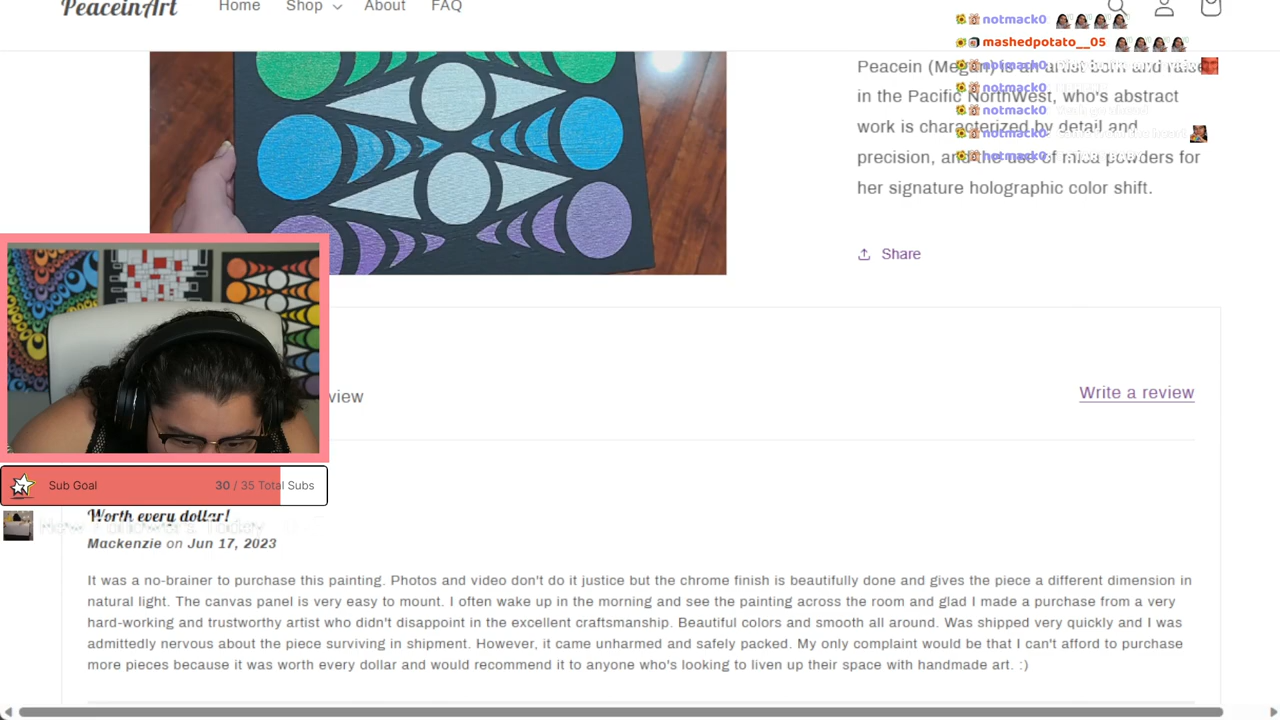 PeaceinArt
Home Shop About FAQ
notmack0
mashedpotato__05
notmack0
notmack0
notmack0
notmack0
notmack0
Peacein (Megan) is an artist born and raise
in the Pacific NorthWest, who's abstract
work is characterized by detail and
precision, and the use of mica powders for
her signature holographic color shift.
Share
view
Write a review
Sub Goal 30 / 35 Total Subs
Worth every dollar!
Mackenzie on Jun 17, 2023
It was a no-brainer to purchase this painting. Photos and video don't do it justice but the chrome finish is beautifully done and gives the piece a different dimension in
natural light. The canvas panel is very easy to mount. I often wake up in the morning and see the painting across the room and glad I made a purchase from a very
hard-working and trustworthy artist who didn't disappoint in the excellent craftsmanship. Beautiful colors and smooth all around. Was shipped very quickly and I was
admittedly nervous about the piece surviving in shipment. However, it came unharmed and safely packed. My only complaint would be that I can't afford to purchase
more pieces because it was worth every dollar and would recommend it to anyone who's looking to liven up their space with handmade art. :)